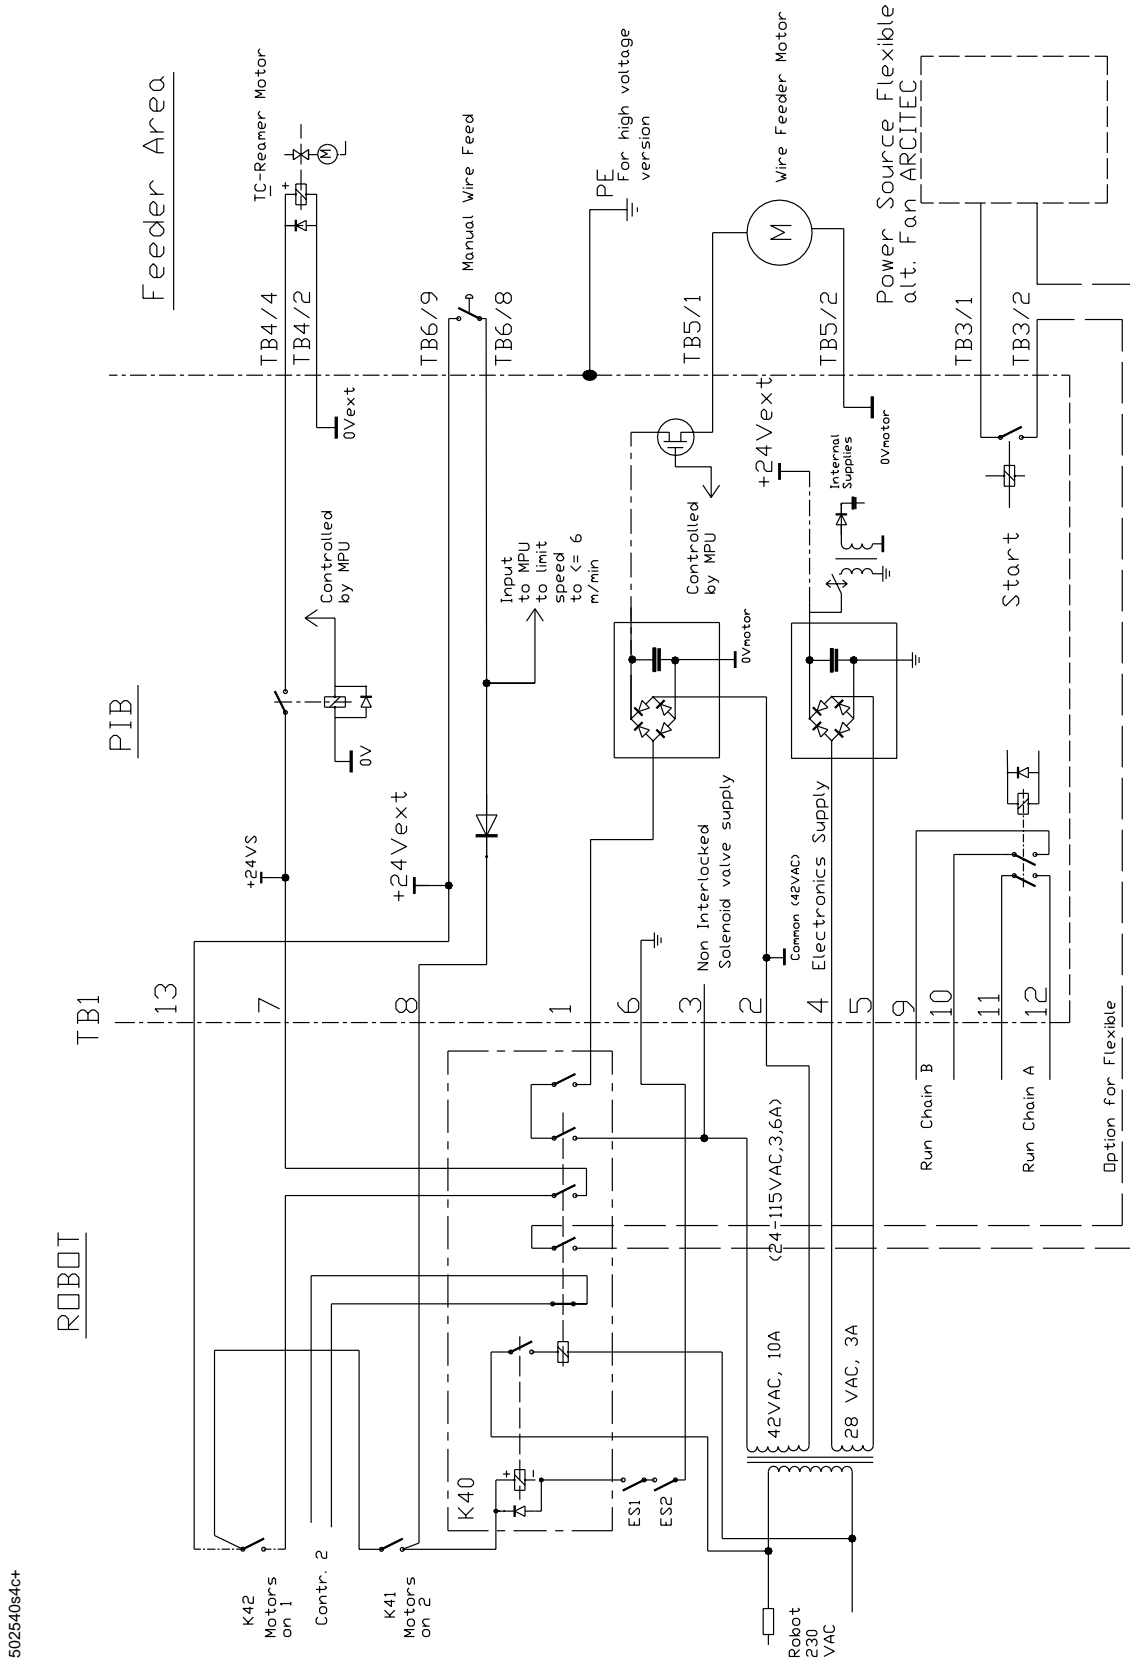 Feeder Area
TC-Reamer Motor
+
M
Manual Wire Feed
PE
For high voltage
version
Wire Feeder Motor
M
Power Source Flexible
alt. Fan ARCITEC
TB4/4
TB4/2
TB6/9
TB6/8
TB5/1
TB5/2
TB3/1
TB3/2
PIB
0Vext
Controlled
by MPU
0V
+24VS
+24Vext
Input
to MPU
to limit
speed
to <= 6
m/min
Controlled
by MPU
0Vmotor
+24Vext
Internal
Supplies
0Vmotor
Start
Non Interlocked
Solenoid valve supply
Common (42VAC)
Electronics Supply
TB1
13
7
8
1
6
3
2
4
5
9
10
11
12
Run Chain B
Run Chain A
Option for Flexible
ROBOT
(24-115VAC,3,6A)
42VAC, 10A
28 VAC, 3A
K40
+
-
ES1
ES2
K42
Motors
on 1
Contr. 2
K41
Motors
on 2
Robot
230
VAC
502540s4c+